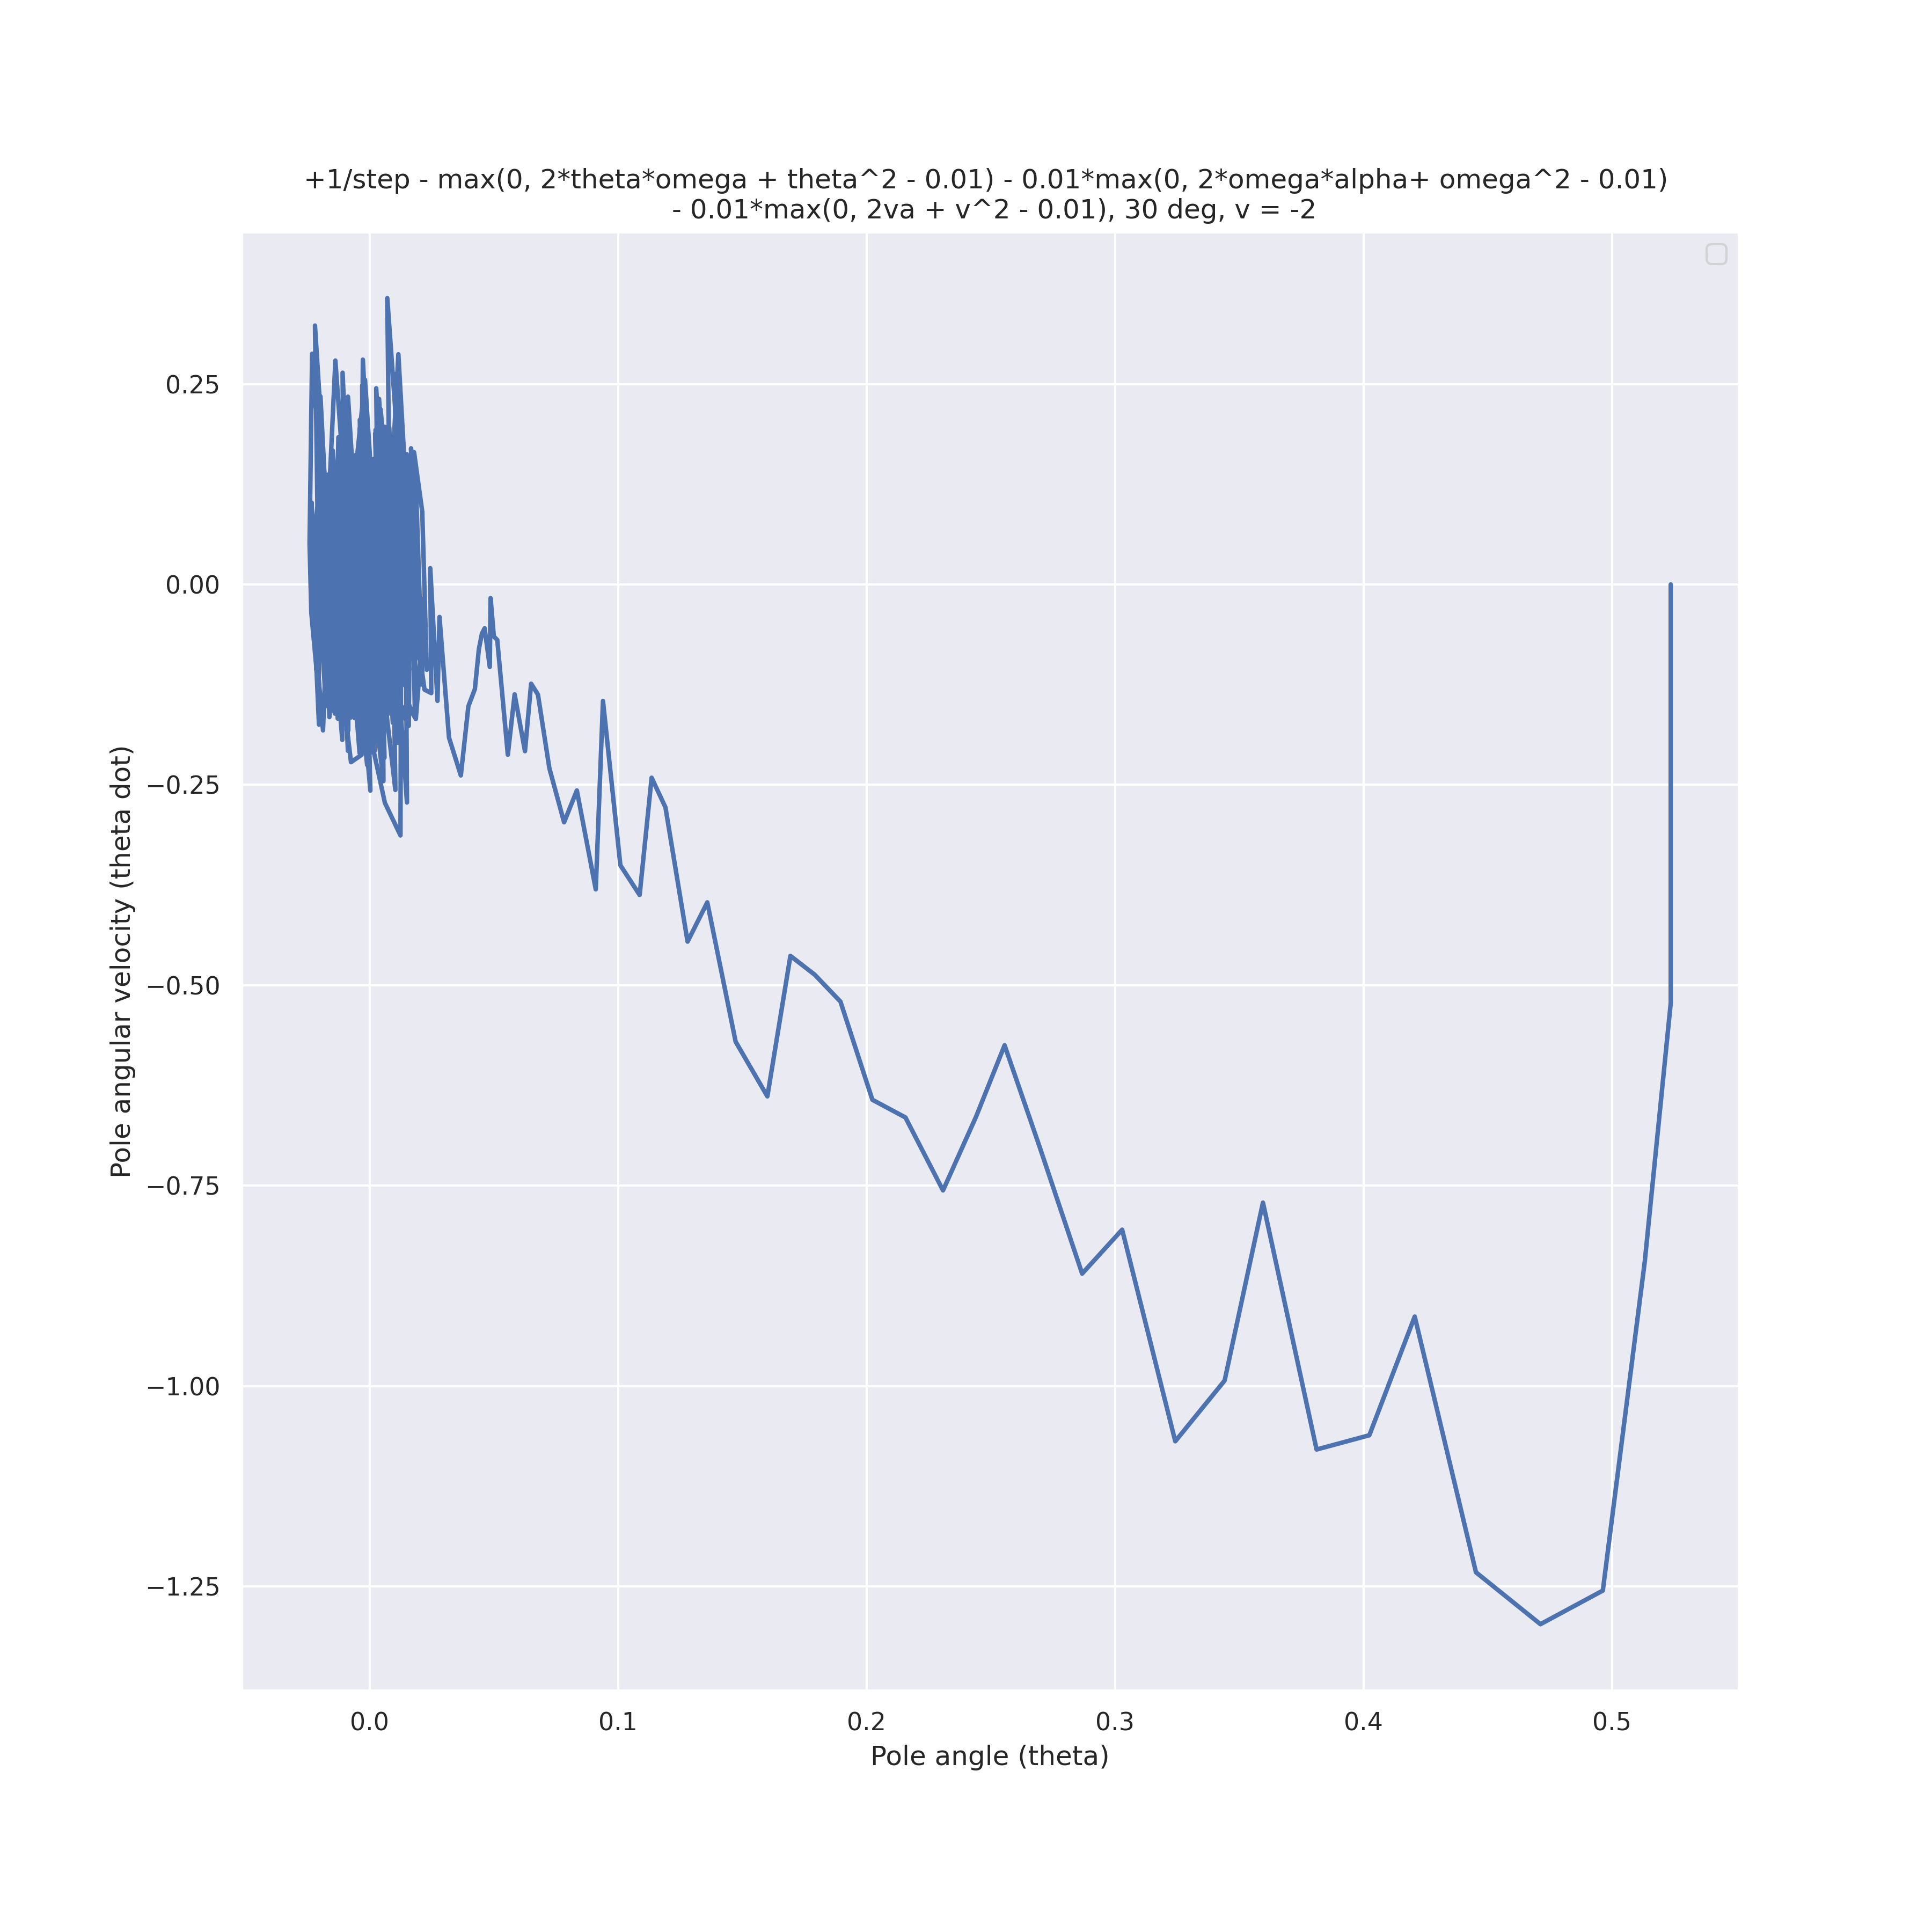 +1/step - max(0, 2*theta*omega + theta^2 - 0.01) - 0.01*max(0, 2*omega*alpha+ omega^2 - 0.01)
- 0.01*max(0, 2va + v^2 - 0.01), 30 deg, v = -2
0.25
0.00
−0.25
−0.50
−0.75
−1.00
−1.25
Pole angular velocity (theta dot)
0.0 0.1 0.2 0.3 0.4 0.5
Pole angle (theta)